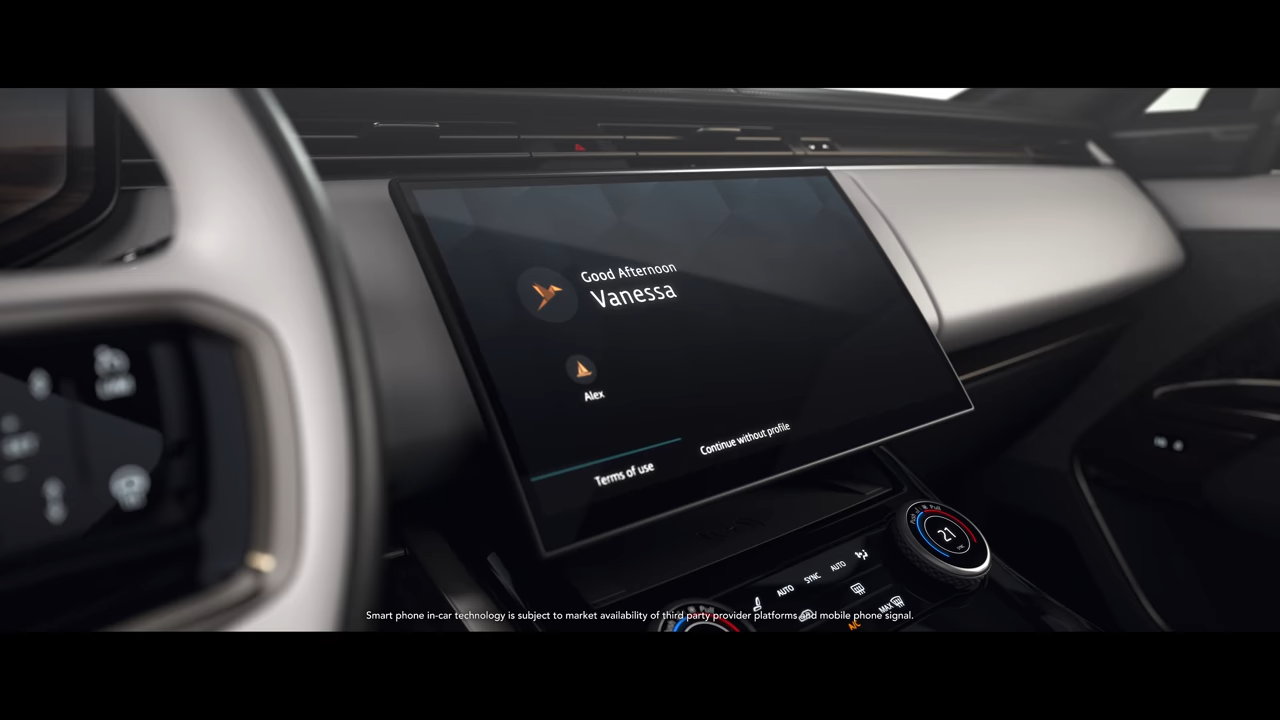 Good Afternoon
Vanessa
Alex
Continue without profile
Terms of use
21
AUTO
SYNC
AUTO
MAX
A/C
Smart phone in-car technology is subject to market availability of third party provider platforms and mobile phone signal.